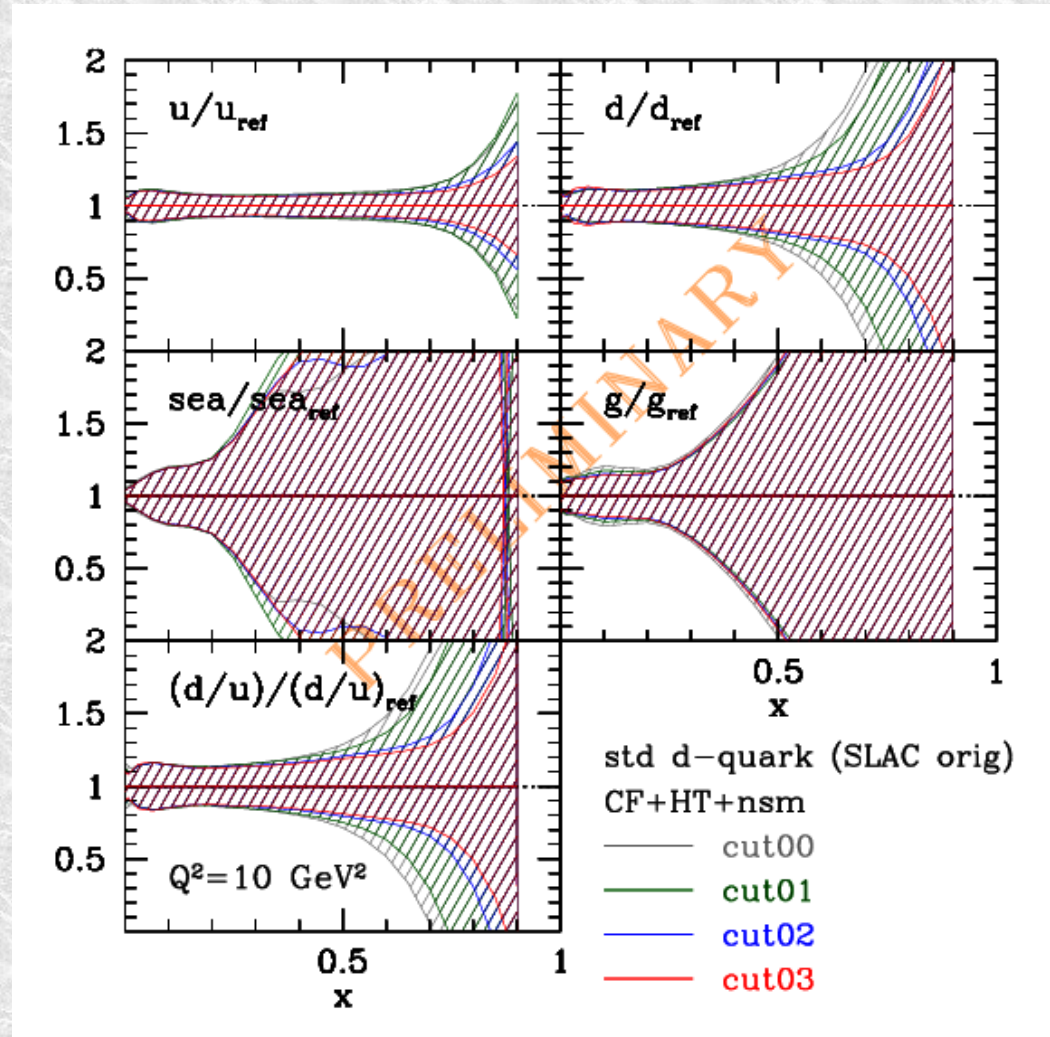 2
u/u_ref
d/d_ref
1.5
1
0.5
2
sea/sea_ref
g/g_ref
1.5
1
0.5
PRELIMINARY
2
0.5
1
x
(d/u)/(d/u)_ref
1.5
1
0.5
Q²=10 GeV²
0.5
1
x
std d-quark (SLAC orig)
CF+HT+nsm
cut00
cut01
cut02
cut03